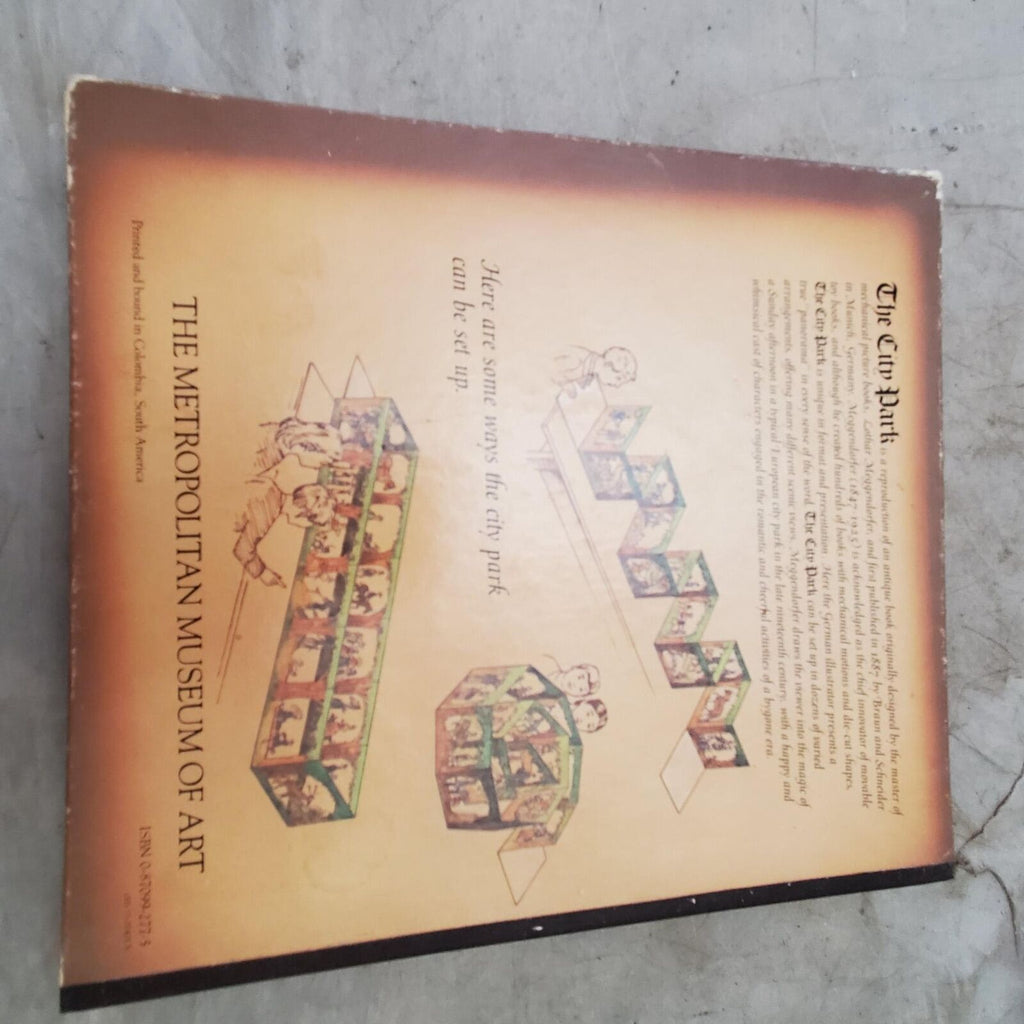 The City Park is a reproduction of an antique book originally designed by the master of
mechanical picture books, Lothar Meggendorfer, and first published in 1887 by Braun and Schneider
in Munich, Germany. Meggendorfer (1847-1925) is acknowledged as the chief innovator of movable
toy books, and although he created hundreds of books with mechanical motions and die-cut shapes,
The City Park is unique in format and presentation. Here the German illustrator presents a
true "panorama" in every sense of the word. The City Park can be set up in dozens of varied
arrangements, offering many different scenic views. Meggendorfer draws the viewer into the magic of
a Sunday afternoon in a typical European city park in the late nineteenth century, with a happy and
whimsical cast of characters engaged in the romantic and cheerful activities of a bygone era.
Here are some ways the city park
can be set up.
THE METROPOLITAN MUSEUM OF ART
Printed and bound in Colombia, South America
ISBN 0-87099-277-5